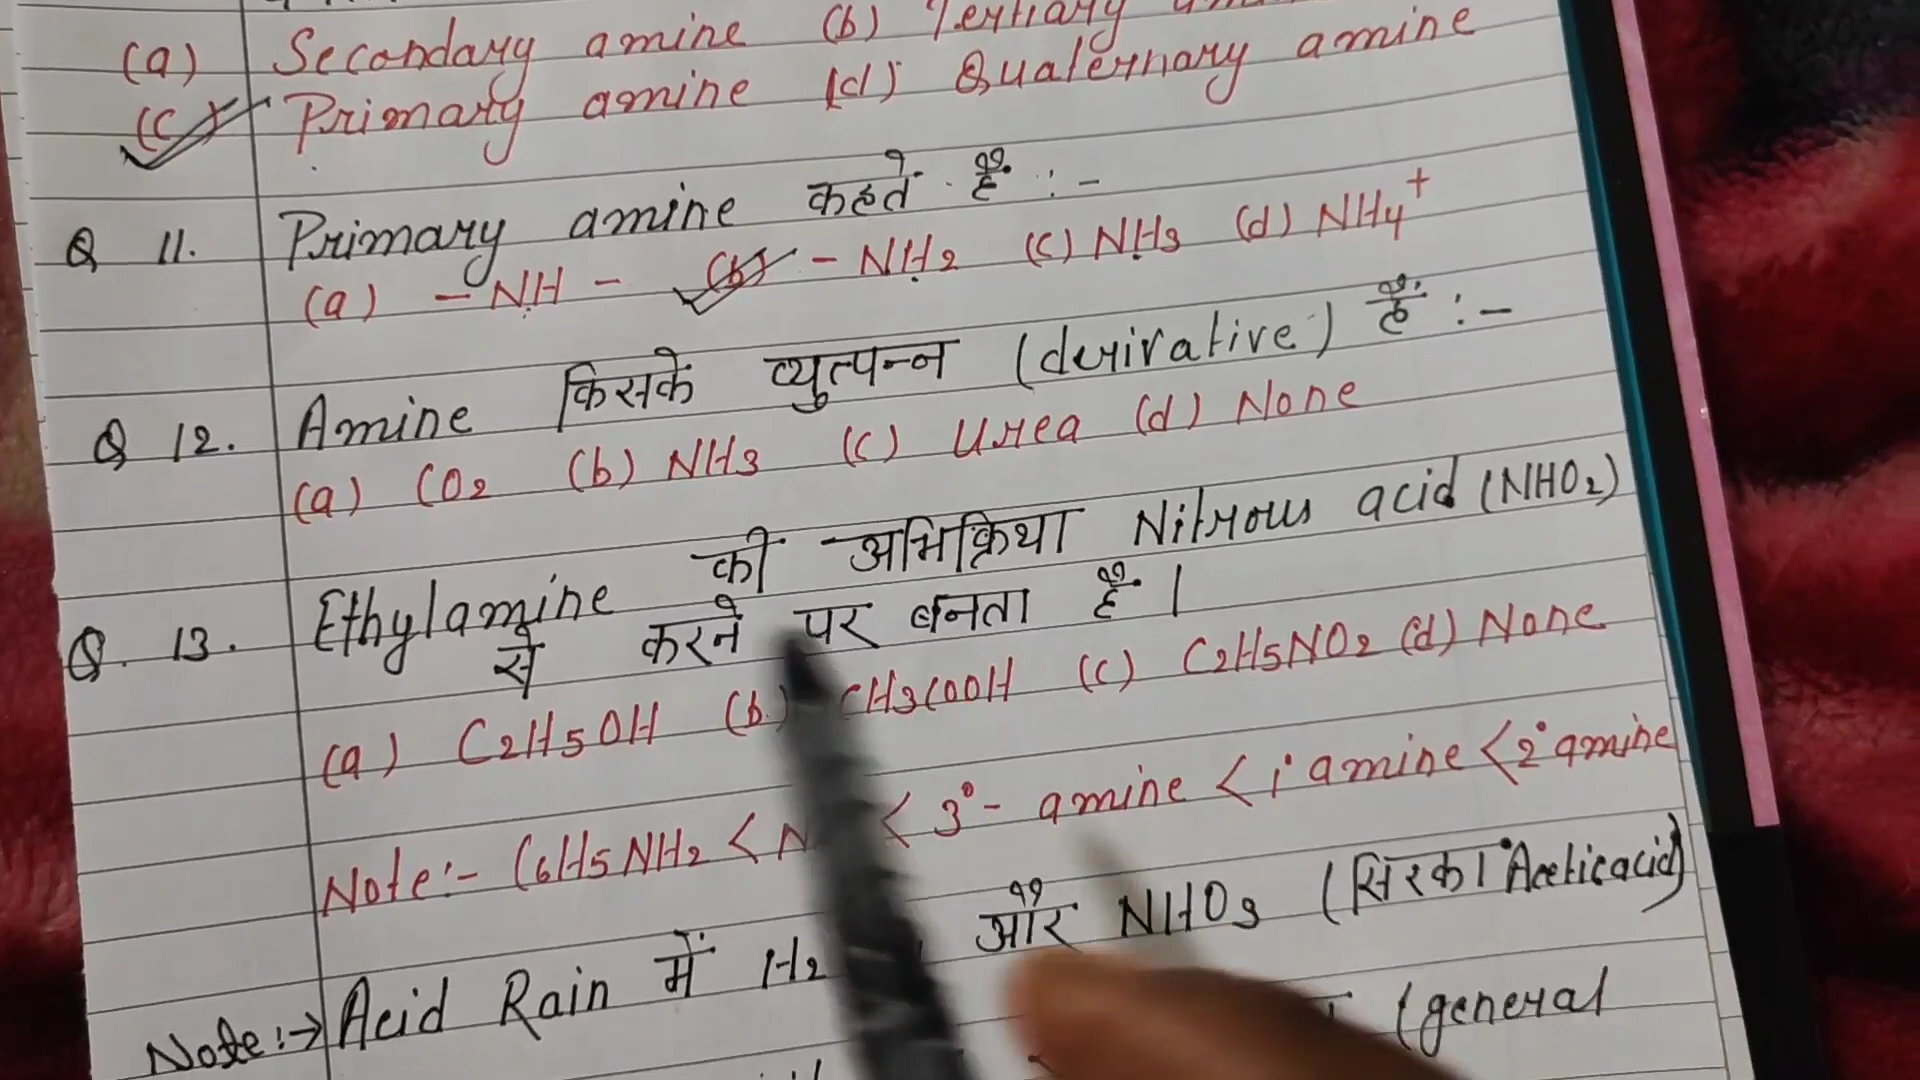 (a) Secondary amine (b) Tertiary
(c) Primary amine (d) Quaternary amine
Q 11. Primary amine कहते हैं :-
(a) -NH- (b) -NH2 (c) NH3 (d) NH4+
Q 12. Amine किसके व्युत्पन्न (derivative) हैं :-
(a) CO2 (b) NH3 (c) Urea (d) None
Q. 13. Ethylamine की अभिक्रिया Nitrous acid (NHO2)
से करने पर बनता है।
(a) C2H5OH (b) CH3COOH (c) C2H5NO2 (d) None
Note:- C6H5NH2 < < 3°- amine < 1° amine < 2° amine
Note:→ Acid Rain में और NHO3 (सिरका Acetic acid)
(general